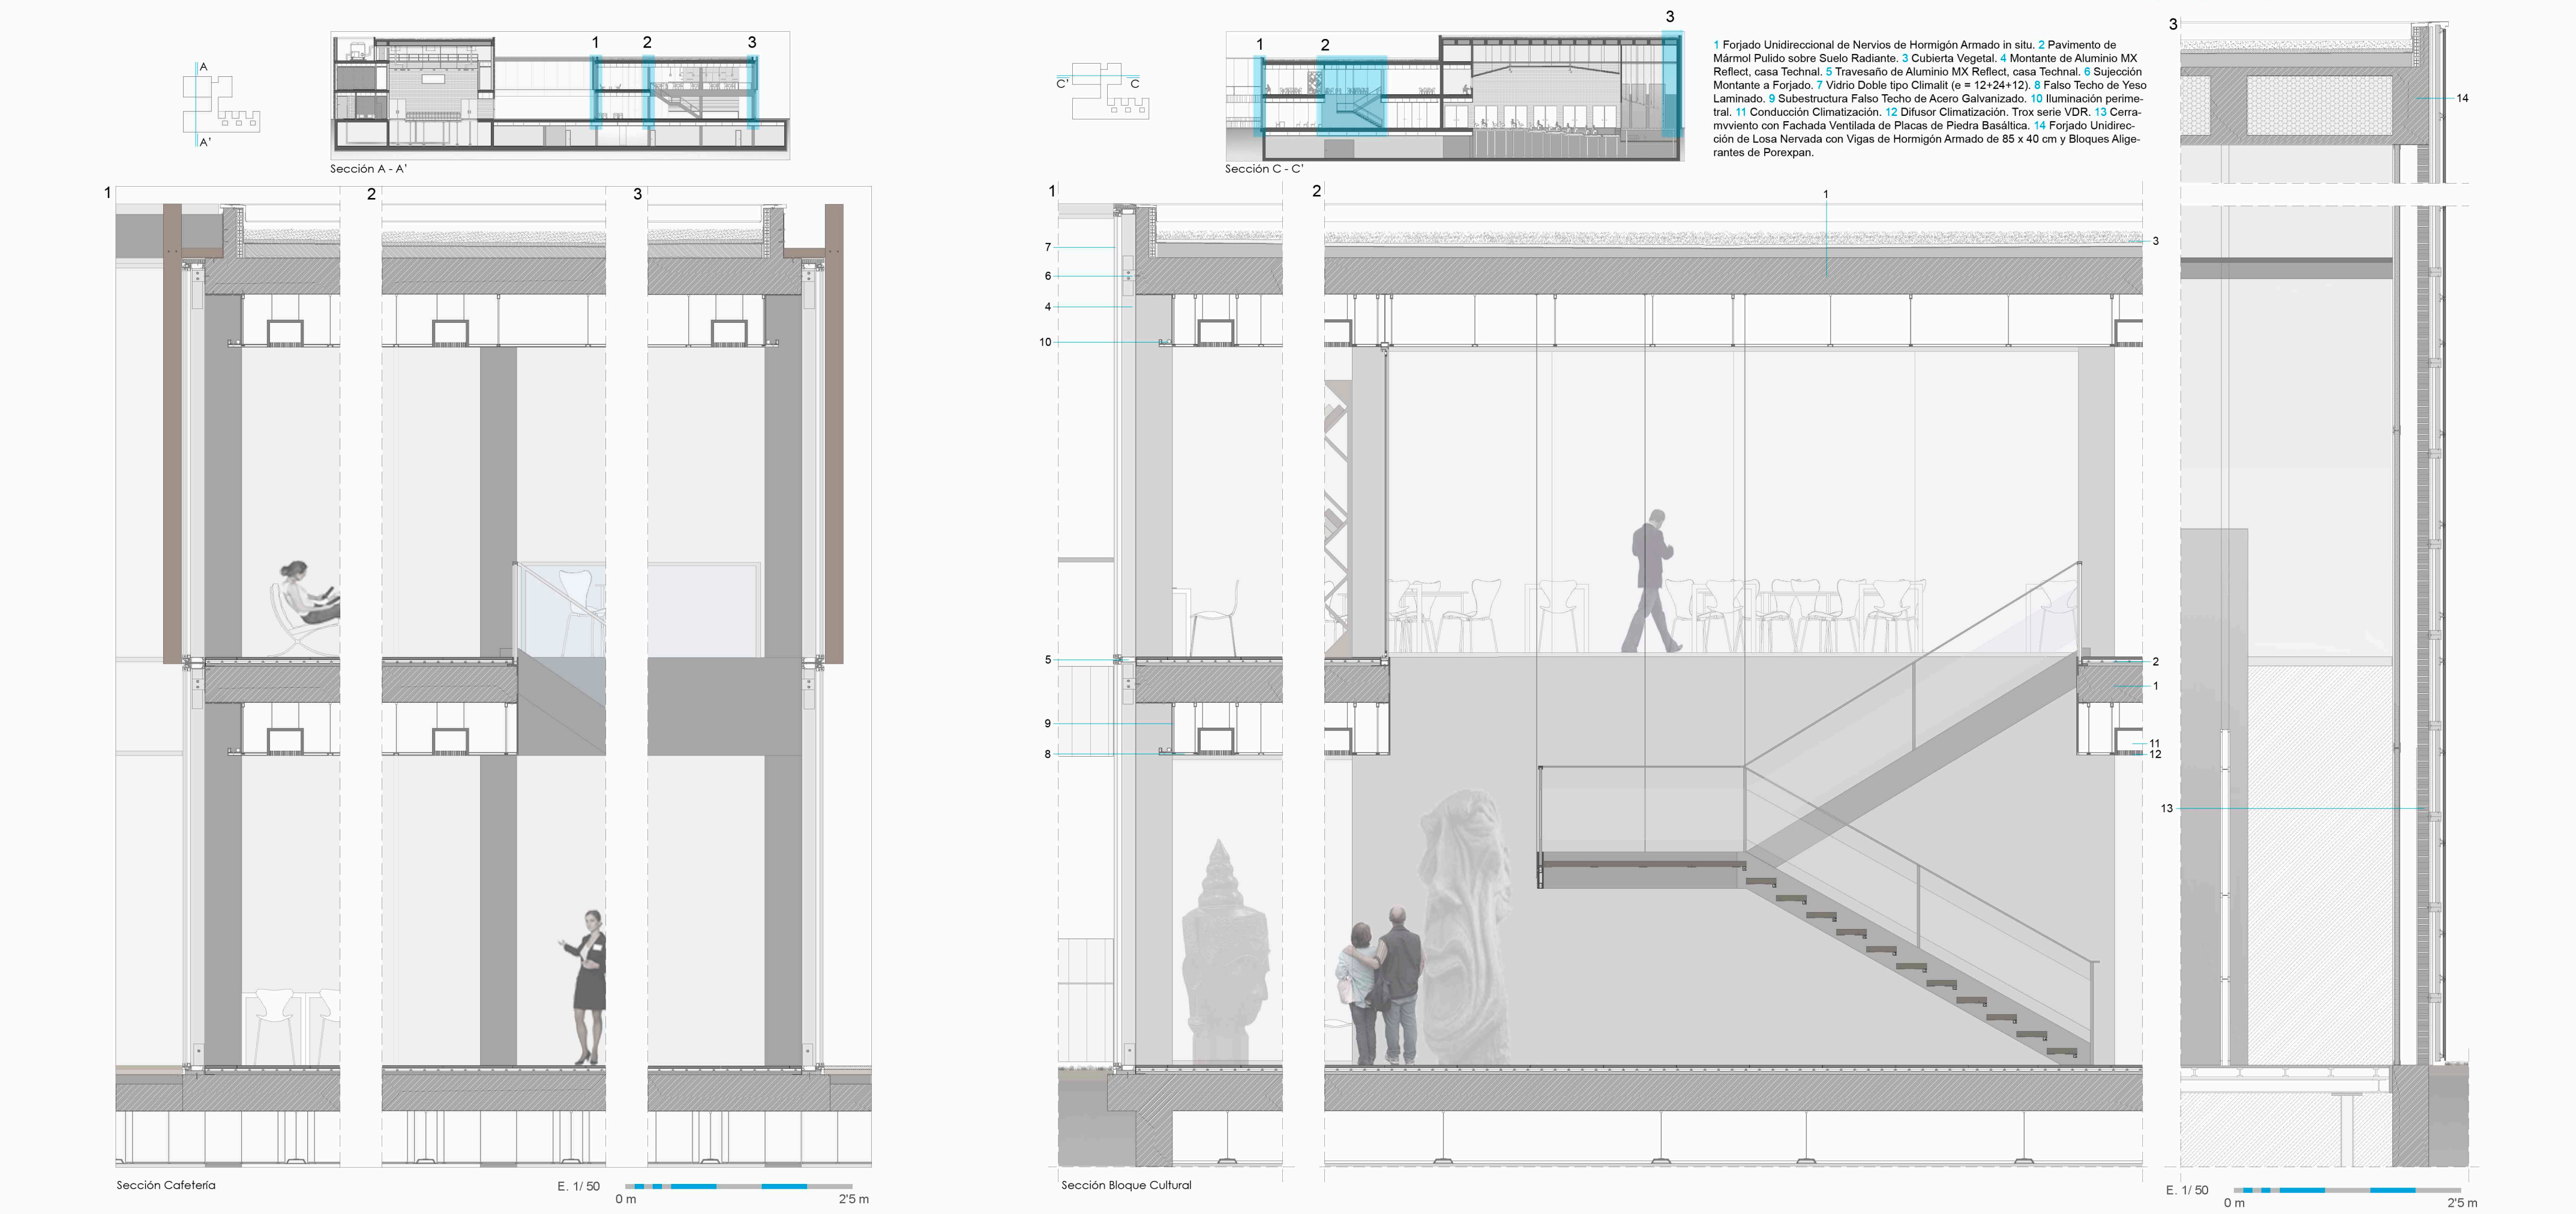 A
A'
1 2 3
Sección A - A'
C' C
1 2 3
Sección C - C'
1 Forjado Unidireccional de Nervios de Hormigón Armado in situ. 2 Pavimento de
Mármol Pulido sobre Suelo Radiante. 3 Cubierta Vegetal. 4 Montante de Aluminio MX
Reflect, casa Technal. 5 Travesaño de Aluminio MX Reflect, casa Technal. 6 Sujección
Montante a Forjado. 7 Vidrio Doble tipo Climalit (e = 12+24+12). 8 Falso Techo de Yeso
Laminado. 9 Subestructura Falso Techo de Acero Galvanizado. 10 Iluminación perime-
tral. 11 Conducción Climatización. 12 Difusor Climatización. Trox serie VDR. 13 Cerra-
mvviento con Fachada Ventilada de Placas de Piedra Basáltica. 14 Forjado Unidirec-
ción de Losa Nervada con Vigas de Hormigón Armado de 85 x 40 cm y Bloques Alige-
rantes de Porexpan.
1 2 3
Sección Cafetería
E. 1/ 50
0 m 2'5 m
1 2
1
7
3
6
4
10
5
2
1
9
11
8
12
Sección Bloque Cultural
3
14
13
E. 1/ 50
0 m 2'5 m